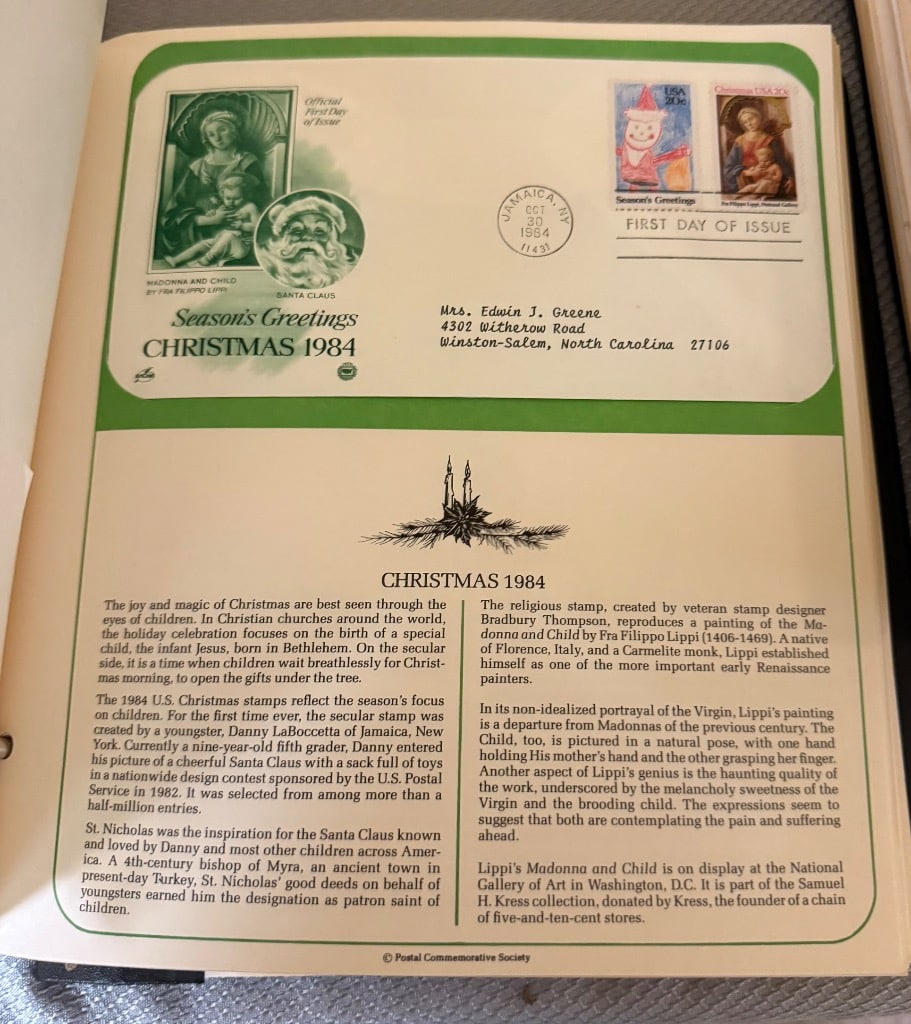 Official
First Day
of Issue
MADONNA AND CHILD
BY FRA FILIPPO LIPPI
SANTA CLAUS
Season's Greetings
CHRISTMAS 1984
USA
20c
Season's Greetings
Christmas USA 20c
Fra Filippo Lippi, National Gallery
JAMAICA, NY
OCT
30
1984
11431
FIRST DAY OF ISSUE
Mrs. Edwin J. Greene
4302 Witherow Road
Winston-Salem, North Carolina 27106
CHRISTMAS 1984
The joy and magic of Christmas are best seen through the
eyes of children. In Christian churches around the world,
the holiday celebration focuses on the birth of a special
child, the infant Jesus, born in Bethlehem. On the secular
side, it is a time when children wait breathlessly for Christ-
mas morning, to open the gifts under the tree.
The 1984 U.S. Christmas stamps reflect the season's focus
on children. For the first time ever, the secular stamp was
created by a youngster, Danny LaBoccetta of Jamaica, New
York. Currently a nine-year-old fifth grader, Danny entered
his picture of a cheerful Santa Claus with a sack full of toys
in a nationwide design contest sponsored by the U.S. Postal
Service in 1982. It was selected from among more than a
half-million entries.
St. Nicholas was the inspiration for the Santa Claus known
and loved by Danny and most other children across Amer-
ica. A 4th-century bishop of Myra, an ancient town in
present-day Turkey, St. Nicholas' good deeds on behalf of
youngsters earned him the designation as patron saint of
children.
The religious stamp, created by veteran stamp designer
Bradbury Thompson, reproduces a painting of the Ma-
donna and Child by Fra Filippo Lippi (1406-1469). A native
of Florence, Italy, and a Carmelite monk, Lippi established
himself as one of the more important early Renaissance
painters.
In its non-idealized portrayal of the Virgin, Lippi's painting
is a departure from Madonnas of the previous century. The
Child, too, is pictured in a natural pose, with one hand
holding His mother's hand and the other grasping her finger.
Another aspect of Lippi's genius is the haunting quality of
the work, underscored by the melancholy sweetness of the
Virgin and the brooding child. The expressions seem to
suggest that both are contemplating the pain and suffering
ahead.
Lippi's Madonna and Child is on display at the National
Gallery of Art in Washington, D.C. It is part of the Samuel
H. Kress collection, donated by Kress, the founder of a chain
of five-and-ten-cent stores.
© Postal Commemorative Society